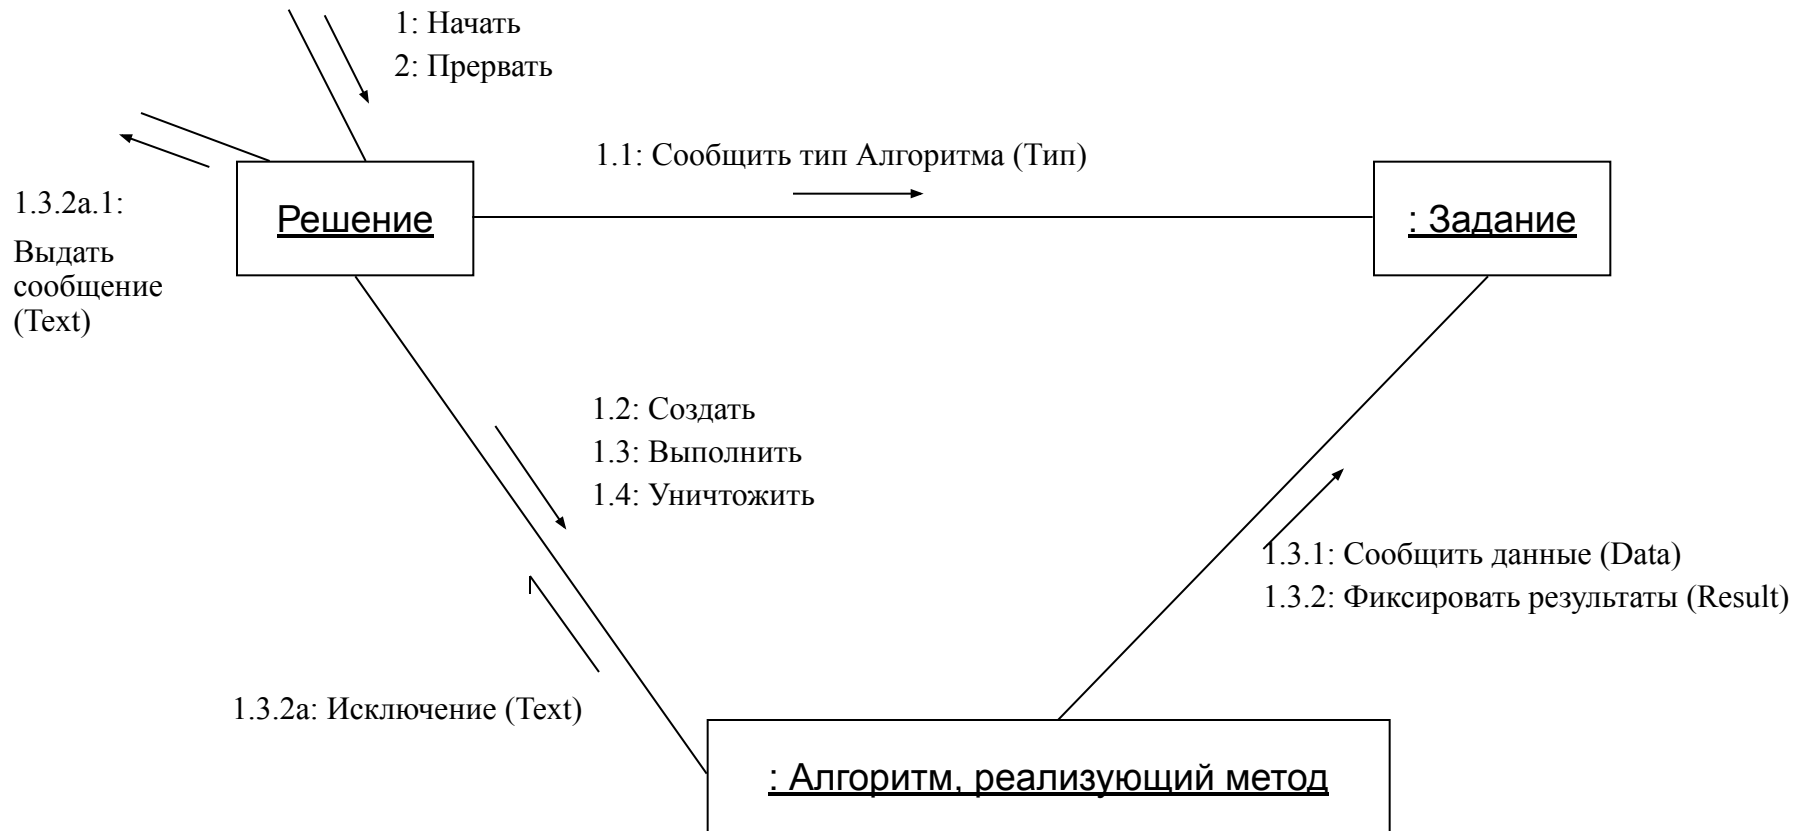 1: Начать
2: Прервать
1.1: Сообщить тип Алгоритма (Тип)
1.3.2а.1:
Выдать
сообщение
(Text)
Решение
: Задание
1.2: Создать
1.3: Выполнить
1.4: Уничтожить
1.3.1: Сообщить данные (Data)
1.3.2: Фиксировать результаты (Result)
1.3.2а: Исключение (Text)
: Алгоритм, реализующий метод